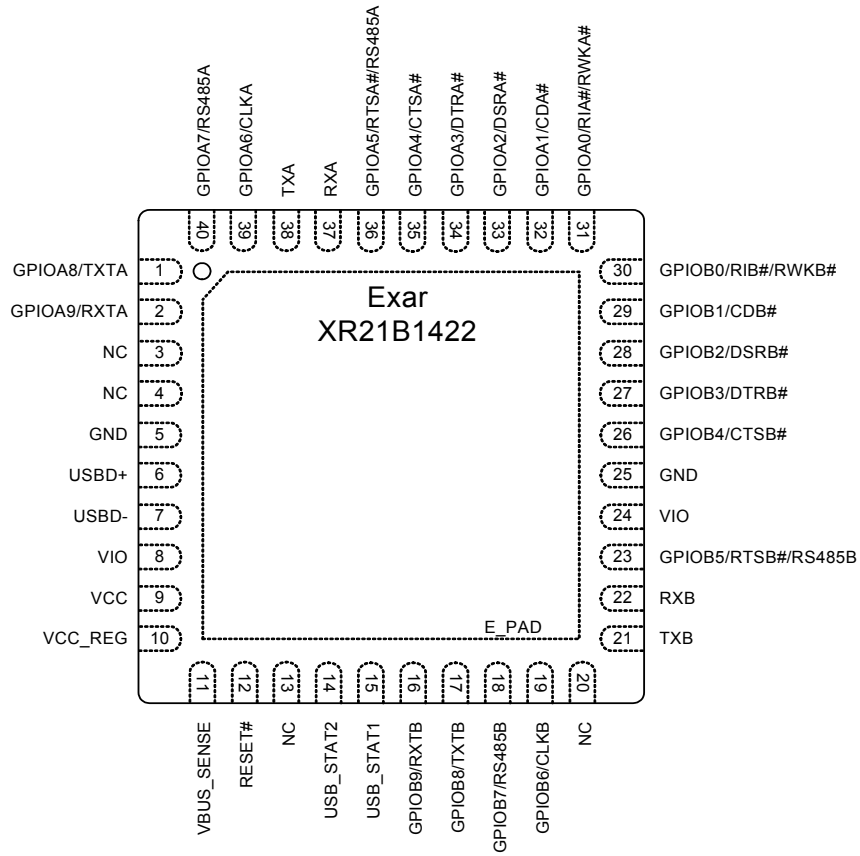 GPIOA7/RS485A
GPIOA6/CLKA
TXA
RXA
GPIOA5/RTSA#/RS485A
GPIOA4/CTSA#
GPIOA3/DTRA#
GPIOA2/DSRA#
GPIOA1/CDA#
GPIOA0/RIA#/RWKA#
40
39
38
37
36
35
34
33
32
31
GPIOA8/TXTA 1
GPIOA9/RXTA 2
NC 3
NC 4
GND 5
USBD+ 6
USBD- 7
VIO 8
VCC 9
VCC_REG 10
Exar
XR21B1422
E_PAD
30 GPIOB0/RIB#/RWKB#
29 GPIOB1/CDB#
28 GPIOB2/DSRB#
27 GPIOB3/DTRB#
26 GPIOB4/CTSB#
25 GND
24 VIO
23 GPIOB5/RTSB#/RS485B
22 RXB
21 TXB
11
12
13
14
15
16
17
18
19
20
VBUS_SENSE
RESET#
NC
USB_STAT2
USB_STAT1
GPIOB9/RXTB
GPIOB8/TXTB
GPIOB7/RS485B
GPIOB6/CLKB
NC